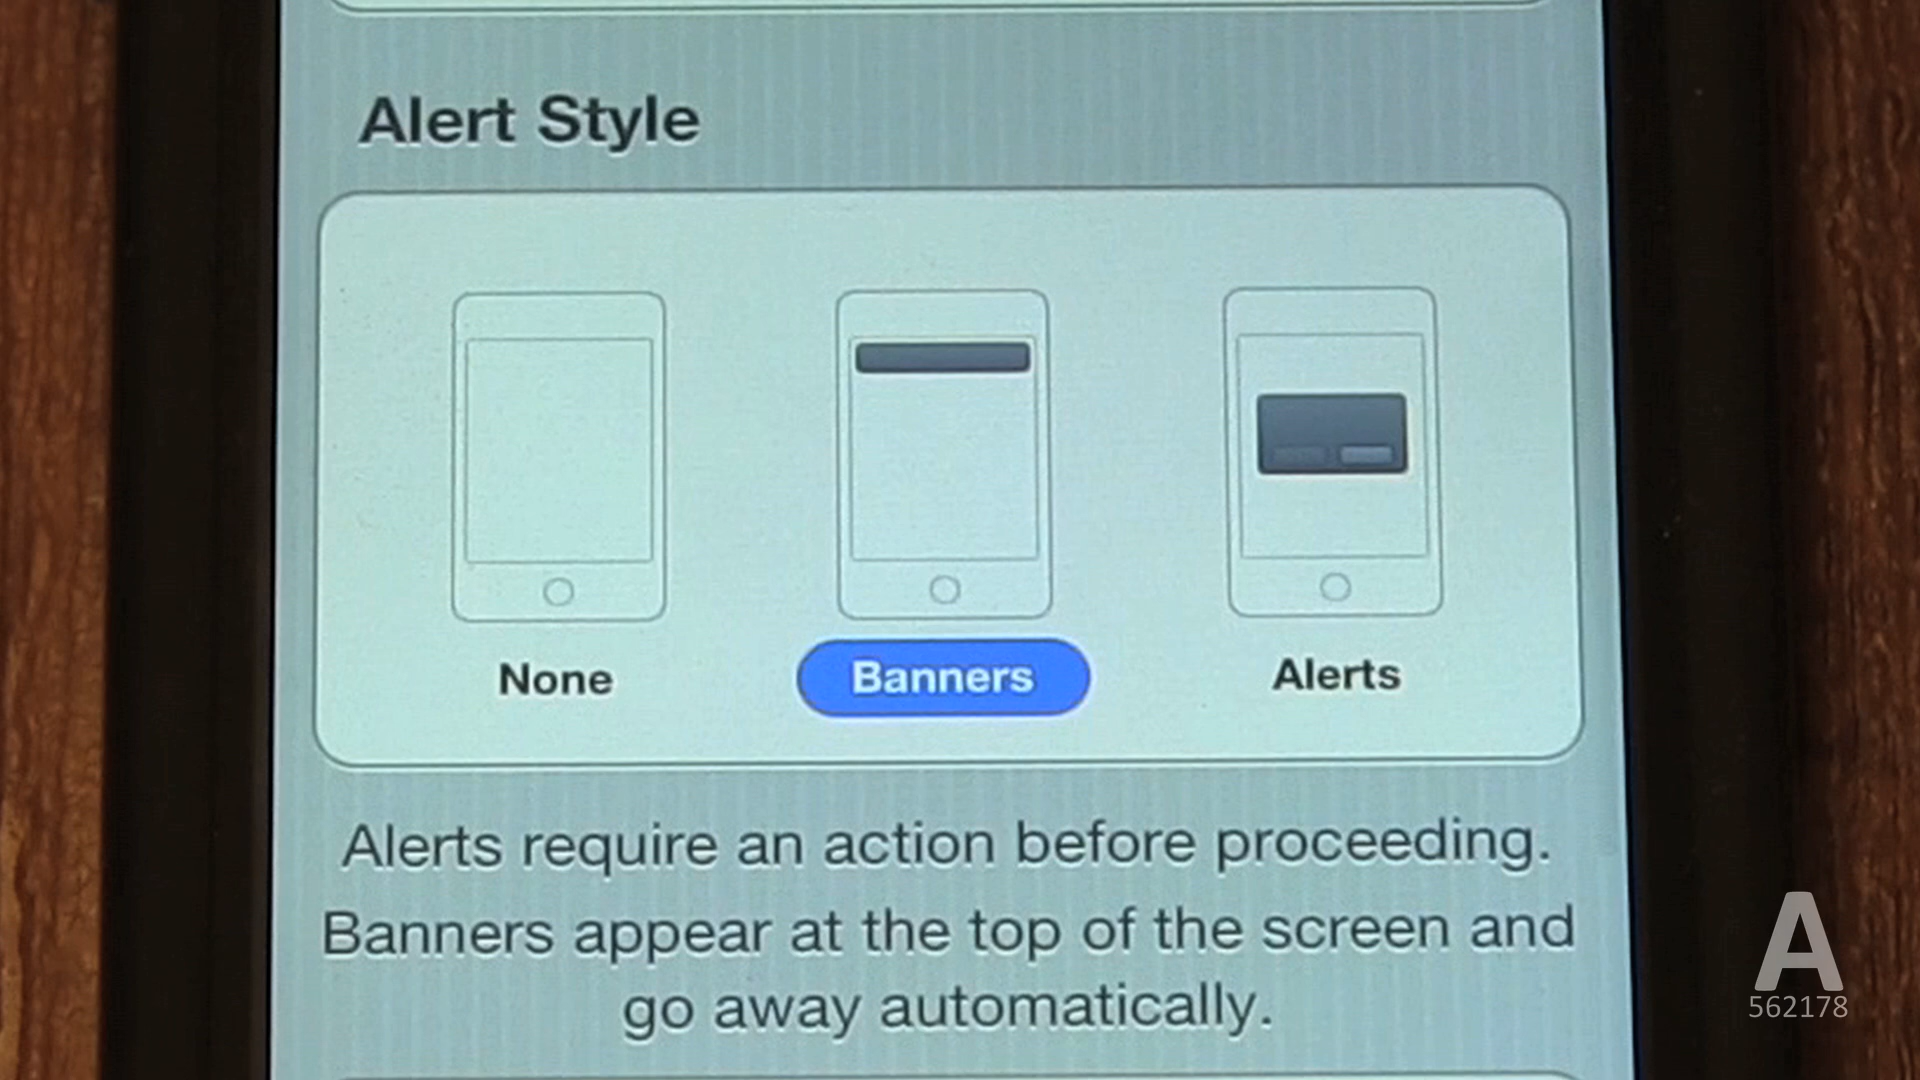 Alert Style
None
Banners
Alerts
Alerts require an action before proceeding.
Banners appear at the top of the screen and
go away automatically.
A
562178